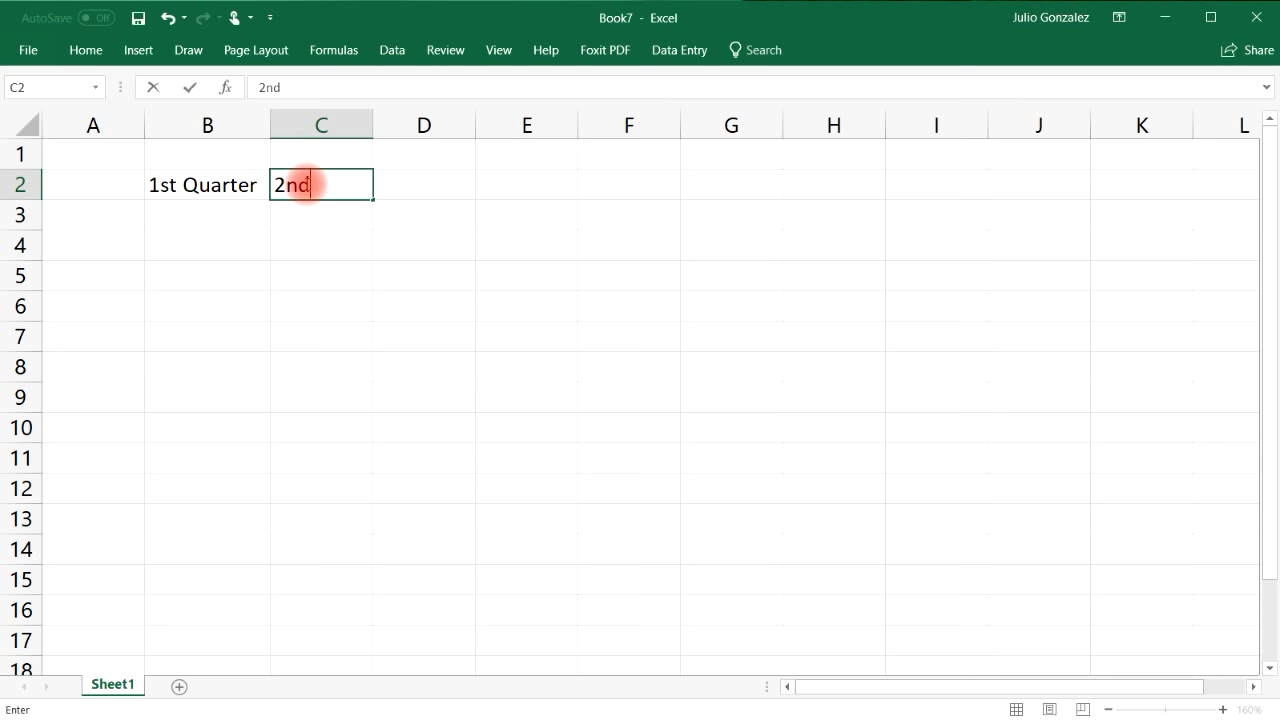 AutoSave Off Book7 - Excel Julio Gonzalez
File Home Insert Draw Page Layout Formulas Data Review View Help Foxit PDF Data Entry Search Share
C2 fx 2nd
A B C D E F G H I J K L
1
2 1st Quarter 2nd
3
4
5
6
7
8
9
10
11
12
13
14
15
16
17
18
Sheet1
Enter 160%